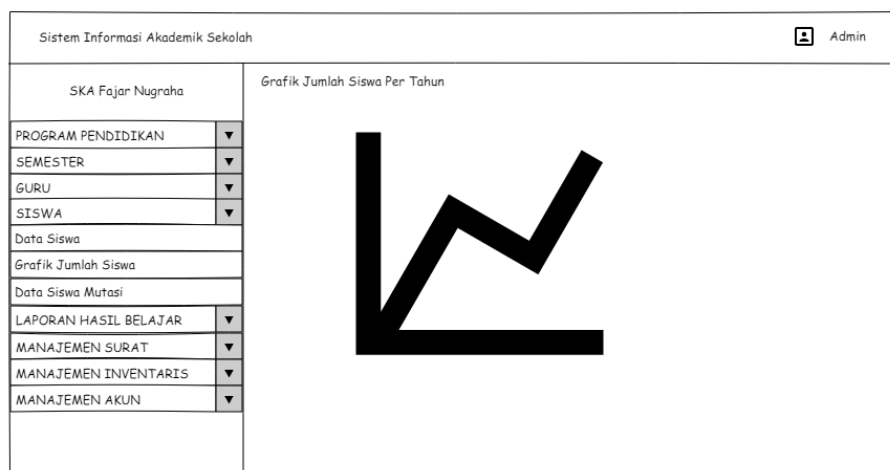 Sistem Informasi Akademik Sekolah
Admin
SKA Fajar Nugraha
PROGRAM PENDIDIKAN
SEMESTER
GURU
SISWA
Data Siswa
Grafik Jumlah Siswa
Data Siswa Mutasi
LAPORAN HASIL BELAJAR
MANAJEMEN SURAT
MANAJEMEN INVENTARIS
MANAJEMEN AKUN
Grafik Jumlah Siswa Per Tahun